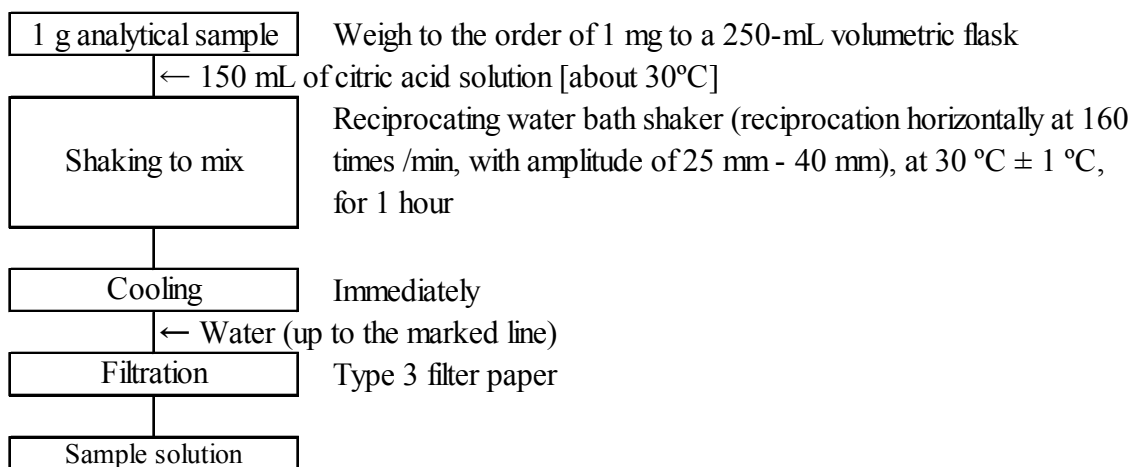 1 g analytical sample Weigh to the order of 1 mg to a 250-mL volumetric flask
← 150 mL of citric acid solution [about 30ºC]
Reciprocating water bath shaker (reciprocation horizontally at 160
Shaking to mix times /min, with amplitude of 25 mm - 40 mm), at 30 ºC ± 1 ºC,
for 1 hour
Cooling Immediately
← Water (up to the marked line)
Filtration Type 3 filter paper
Sample solution